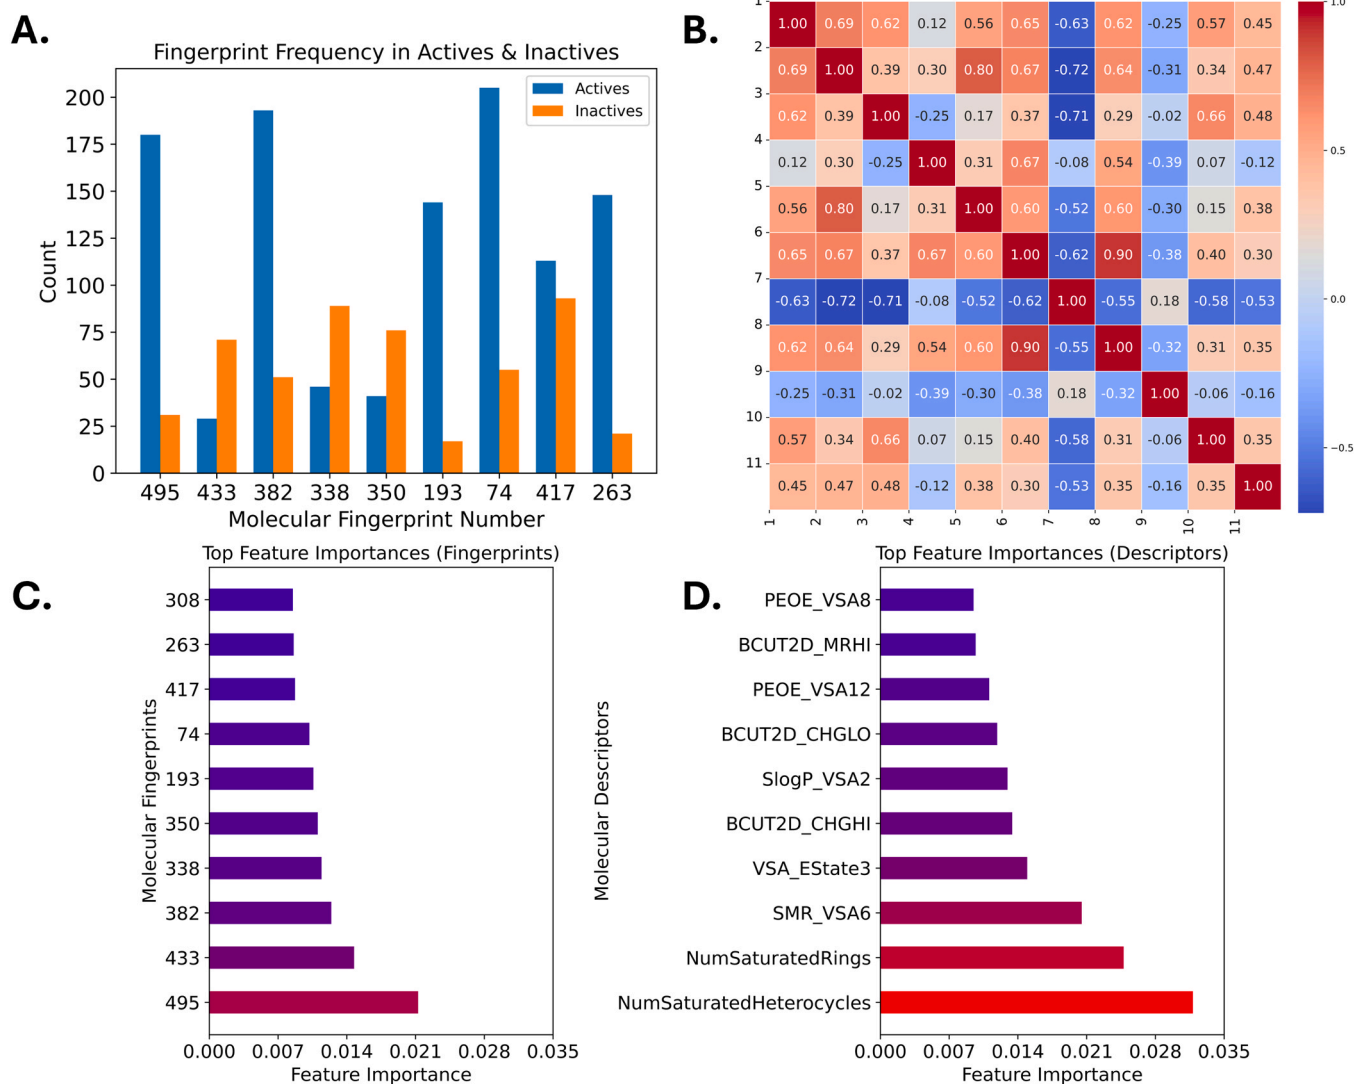 A.
Fingerprint Frequency in Actives & Inactives
Actives
Inactives
200
175
150
125
100
75
50
25
0
Count
495 433 382 338 350 193 74 417 263
Molecular Fingerprint Number
B.
1 2 3 4 5 6 7 8 9 10 11
1.00 0.69 0.62 0.12 0.56 0.65 -0.63 0.62 -0.25 0.57 0.45
0.69 1.00 0.39 0.30 0.80 0.67 -0.72 0.64 -0.31 0.34 0.47
0.62 0.39 1.00 -0.25 0.17 0.37 -0.71 0.29 -0.02 0.66 0.48
0.12 0.30 -0.25 1.00 0.31 0.67 -0.08 0.54 -0.39 0.07 -0.12
0.56 0.80 0.17 0.31 1.00 0.60 -0.52 0.60 -0.30 0.15 0.38
0.65 0.67 0.37 0.67 0.60 1.00 -0.62 0.90 -0.38 0.40 0.30
-0.63 -0.72 -0.71 -0.08 -0.52 -0.62 1.00 -0.55 0.18 -0.58 -0.53
0.62 0.64 0.29 0.54 0.60 0.90 -0.55 1.00 -0.32 0.31 0.35
-0.25 -0.31 -0.02 -0.39 -0.30 -0.38 0.18 -0.32 1.00 -0.06 -0.16
0.57 0.34 0.66 0.07 0.15 0.40 -0.58 0.31 -0.06 1.00 0.35
0.45 0.47 0.48 -0.12 0.38 0.30 -0.53 0.35 -0.16 0.35 1.00
1 2 3 4 5 6 7 8 9 10 11
1.0
0.5
0.0
−0.5
C.
Top Feature Importances (Fingerprints)
Molecular Fingerprints
308
263
417
74
193
350
338
382
433
495
0.000 0.007 0.014 0.021 0.028 0.035
Feature Importance
D.
Top Feature Importances (Descriptors)
Molecular Descriptors
PEOE_VSA8
BCUT2D_MRHI
PEOE_VSA12
BCUT2D_CHGLO
SlogP_VSA2
BCUT2D_CHGHI
VSA_EState3
SMR_VSA6
NumSaturatedRings
NumSaturatedHeterocycles
0.000 0.007 0.014 0.021 0.028 0.035
Feature Importance